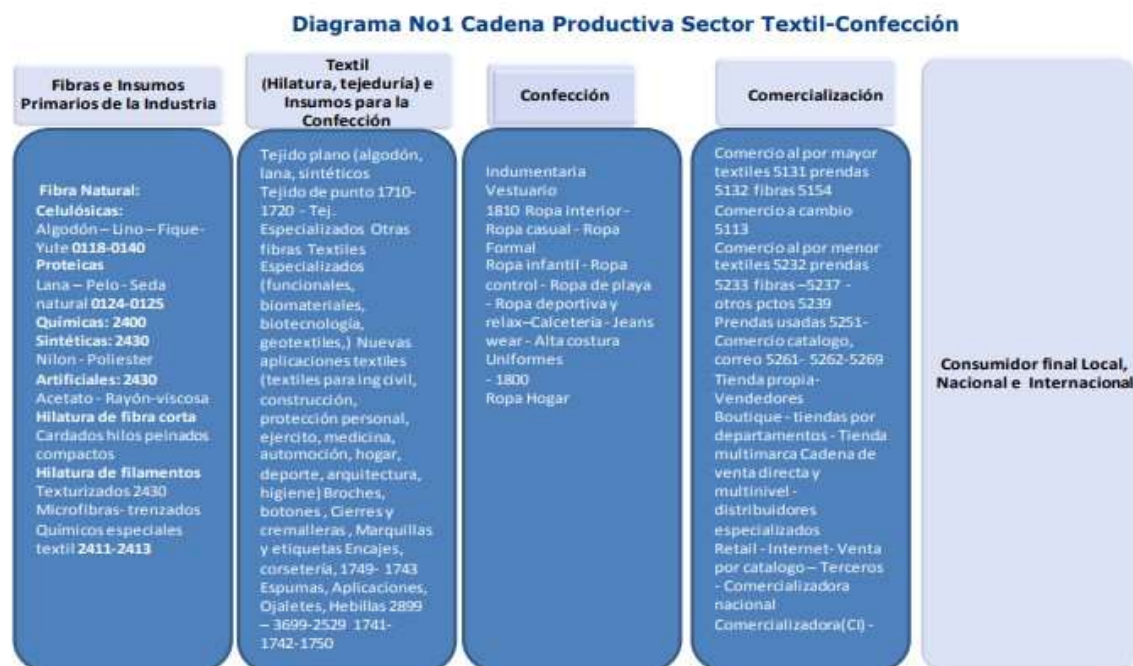 Diagrama No1 Cadena Productiva Sector Textil-Confección
Fibras e Insumos
Primarios de la Industria
Fibra Natural:
Celulósicas:
Algodón – Lino – Fique-
Yute 0118-0140
Proteicas
Lana – Pelo - Seda
natural 0124-0125
Químicas: 2400
Sintéticas: 2430
Nilon - Poliester
Artificiales: 2430
Acetato - Rayón-viscosa
Hilatura de fibra corta
Cardados hilos peinados
compactos
Hilatura de filamentos
Texturizados 2430
Microfibras- trenzados
Químicos especiales
textil 2411-2413
Textil
(Hilatura, tejeduría) e
Insumos para la
Confección
Tejido plano (algodón,
lana, sintéticos
Tejido de punto 1710-
1720 - Tej.
Especializados Otras
fibras Textiles
Especializados
(funcionales,
biomateriales,
biotecnología,
geotextiles,) Nuevas
aplicaciones textiles
(textiles para ing civil,
construcción,
protección personal,
ejercito, medicina,
automoción, hogar,
deporte, arquitectura,
higiene) Broches,
botones , Cierres y
cremalleras , Marquillas
y etiquetas Encajes,
corsetería, 1749- 1743
Espumas, Aplicaciones,
Ojaletes, Hebillas 2899
– 3699-2529 1741-
1742-1750
Confección
Indumentaria
Vestuario
1810 Ropa interior -
Ropa casual - Ropa
Formal
Ropa infantil - Ropa
control - Ropa de playa
- Ropa deportiva y
relax–Calcetería - Jeans
wear - Alta costura
Uniformes
- 1800
Ropa Hogar
Comercialización
Comercio al por mayor
textiles 5131 prendas
5132 fibras 5154
Comercio a cambio
5113
Comercio al por menor
textiles 5232 prendas
5233 fibras –5237 -
otros pctos 5239
Prendas usadas 5251-
Comercio catalogo,
correo 5261- 5262-5269
Tienda propia-
Vendedores
Boutique - tiendas por
departamentos - Tienda
multimarca Cadena de
venta directa y
multinivel -
distribuidores
especializados
Retail - Internet- Venta
por catalogo – Terceros
- Comercializadora
nacional
Comercializadora(CI) -
Consumidor final Local,
Nacional e Internacional